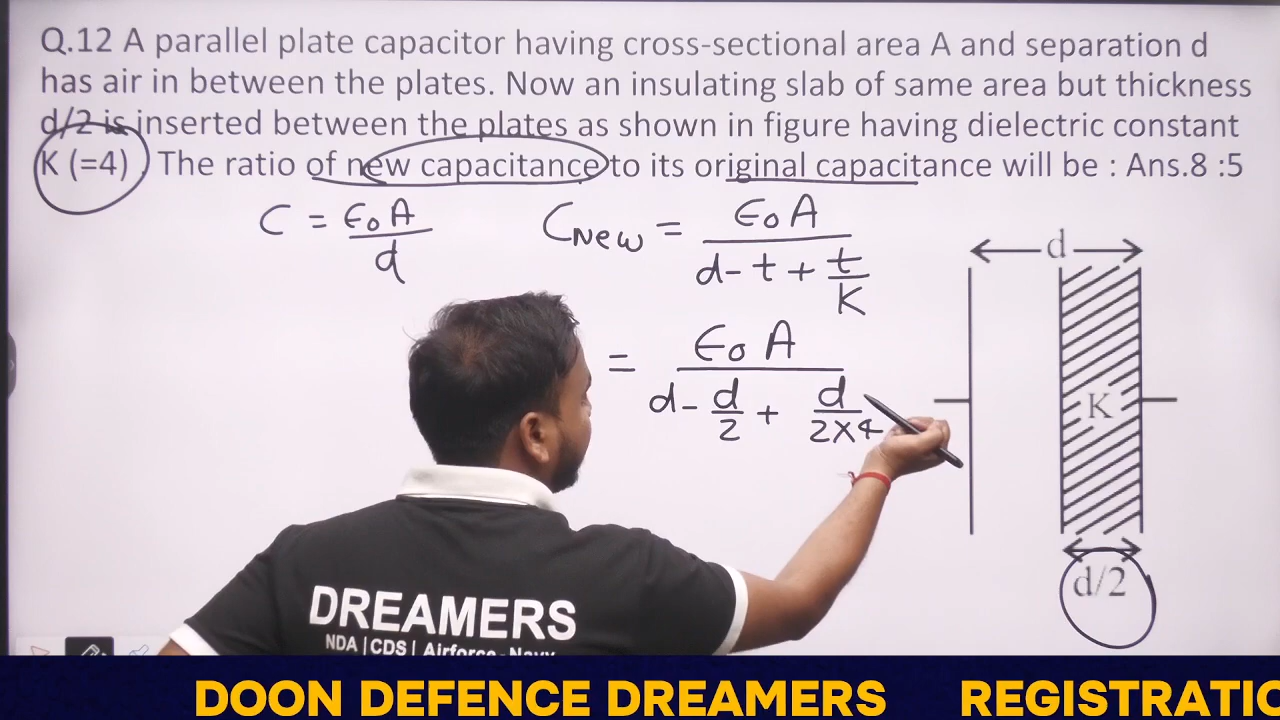 Q.12 A parallel plate capacitor having cross-sectional area A and separation d
has air in between the plates. Now an insulating slab of same area but thickness
d/2 is inserted between the plates as shown in figure having dielectric constant
K (=4) . The ratio of new capacitance to its original capacitance will be : Ans.8 :5
C = ϵ₀A / d
C_New = ϵ₀A / (d - t + t/K)
= ϵ₀A / (d - d/2 + d/(2×4))
d
K
d/2
DREAMERS
NDA | CDS | Airforce - Navy
DOON DEFENCE DREAMERS REGISTRATIO